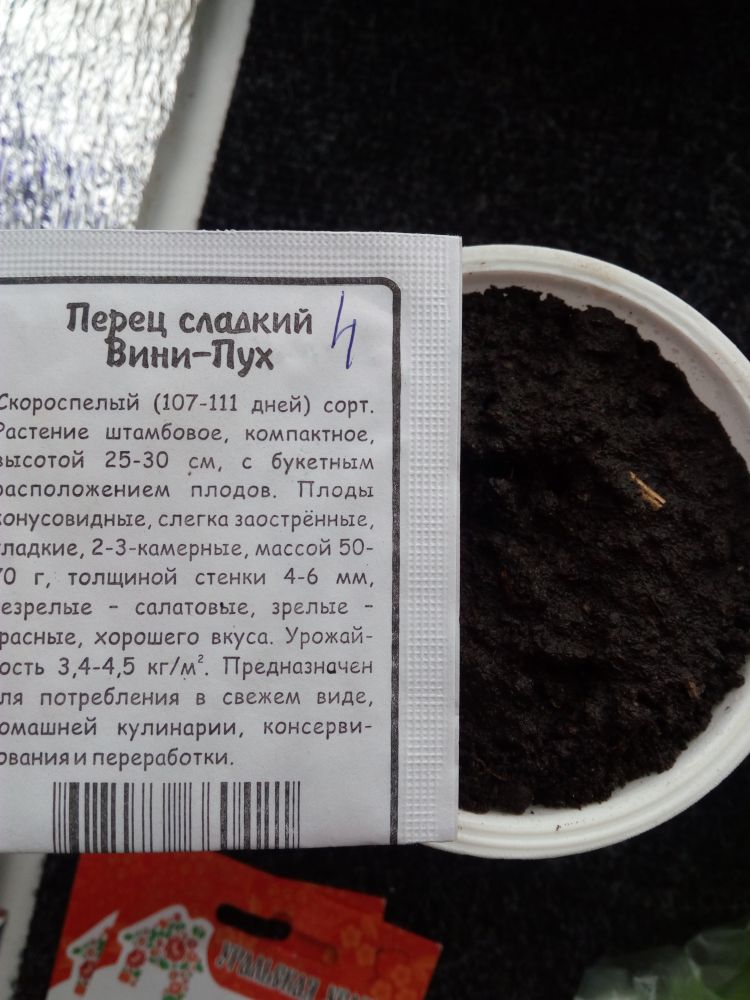 Перец сладкий 4
Вини-Пух
Скороспелый (107-111 дней) сорт.
Растение штамбовое, компактное,
высотой 25-30 см, с букетным
расположением плодов. Плоды
конусовидные, слегка заострённые,
гладкие, 2-3-камерные, массой 50-
70 г, толщиной стенки 4-6 мм,
незрелые - салатовые, зрелые -
красные, хорошего вкуса. Урожай-
ность 3,4-4,5 кг/м². Предназначен
для потребления в свежем виде,
домашней кулинарии, консерви-
рования и переработки.
УРАЛЬСКАЯ